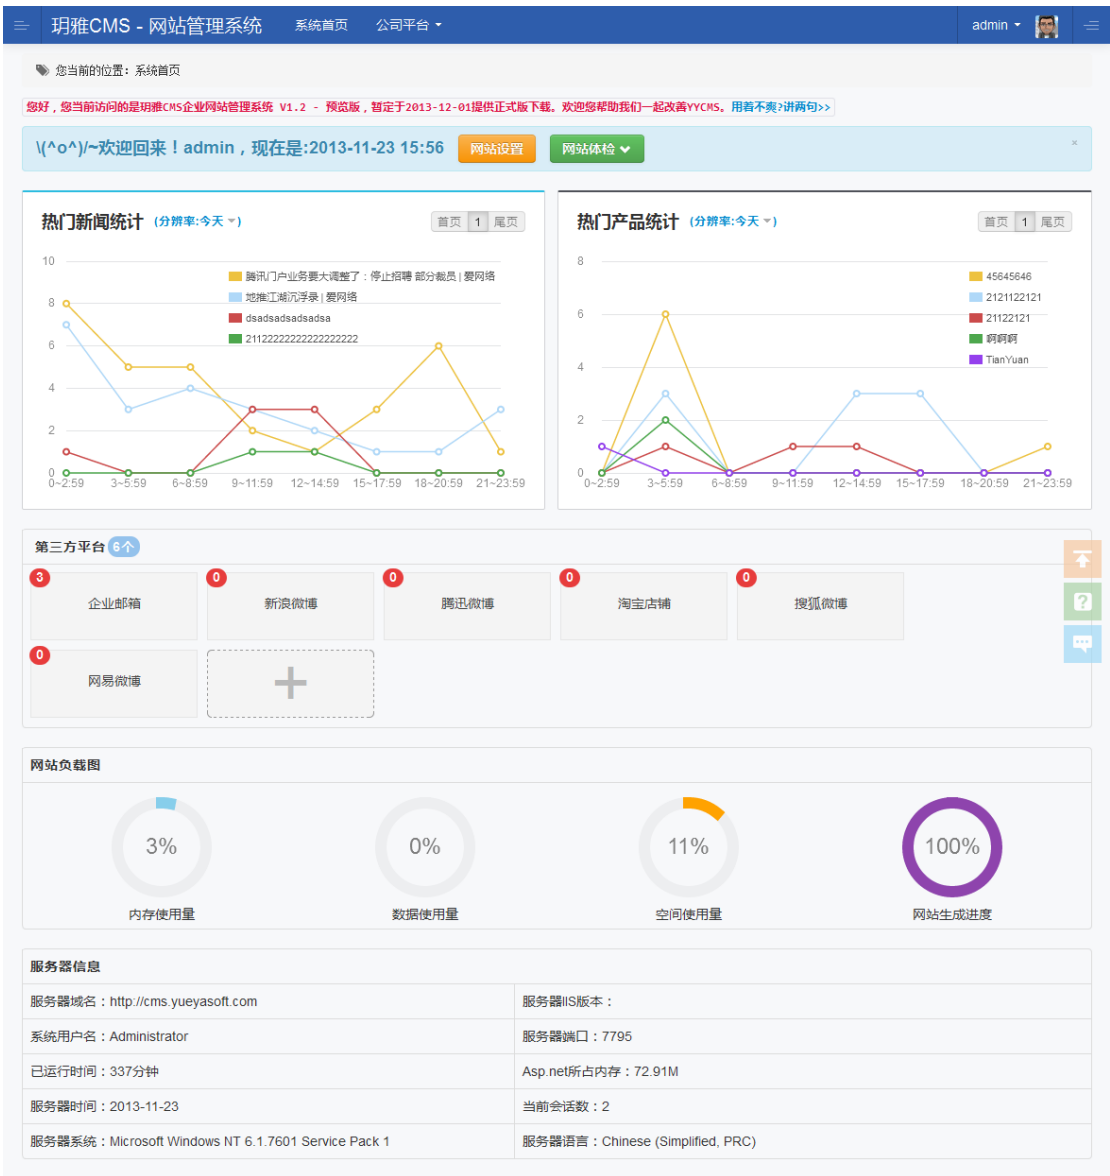 玥雅CMS - 网站管理系统 系统首页 公司平台 admin
您当前的位置：系统首页
您好，您当前访问的是玥雅CMS企业网站管理系统 V1.2 - 预览版，暂定于2013-12-01提供正式版下载。欢迎您帮助我们一起改善YYCMS。用着不爽?讲两句>>
\(^o^)/~欢迎回来！admin，现在是:2013-11-23 15:56 网站设置 网站体检 ×
热门新闻统计 (分辨率:今天) 首页 1 尾页
10
8
6
4
2
0
腾讯门户业务要大调整了：停止招聘 部分裁员 | 爱网络
地推江湖沉浮录 | 爱网络
dsadsadsadsadsa
21122222222222222222
0~2:59 3~5:59 6~8:59 9~11:59 12~14:59 15~17:59 18~20:59 21~23:59
热门产品统计 (分辨率:今天) 首页 1 尾页
8
6
4
2
0
45645646
2121122121
21122121
啊啊啊
TianYuan
0~2:59 3~5:59 6~8:59 9~11:59 12~14:59 15~17:59 18~20:59 21~23:59
第三方平台 6个
3 企业邮箱
0 新浪微博
0 腾迅微博
0 淘宝店铺
0 搜狐微博
0 网易微博
网站负载图
3% 0% 11% 100%
内存使用量 数据使用量 空间使用量 网站生成进度
服务器信息
服务器域名：http://cms.yueyasoft.com 服务器IIS版本：
系统用户名：Administrator 服务器端口：7795
已运行时间：337分钟 Asp.net所占内存：72.91M
服务器时间：2013-11-23 当前会话数：2
服务器系统：Microsoft Windows NT 6.1.7601 Service Pack 1 服务器语言：Chinese (Simplified, PRC)